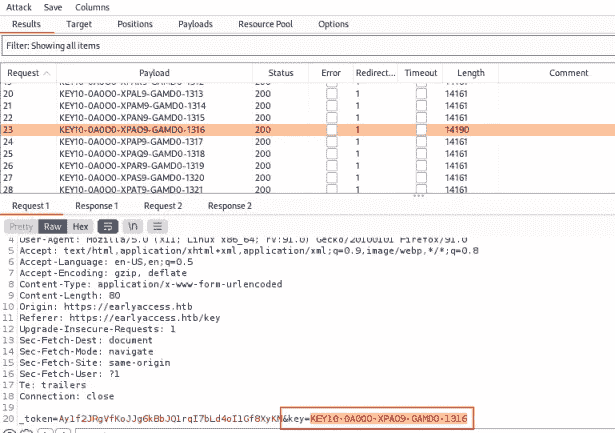 Attack Save Columns
Results Target Positions Payloads Resource Pool Options
Filter: Showing all items
Request Payload Status Error Redirect... Timeout Length Comment
20 KEY10-0A0O0-XPAL9-GAMD0-1313 200 1 14161
21 KEY10-0A0O0-XPAM9-GAMD0-1314 200 1 14161
22 KEY10-0A0O0-XPAN9-GAMD0-1315 200 1 14161
23 KEY10-0A0O0-XPAO9-GAMD0-1316 200 1 14190
24 KEY10-0A0O0-XPAP9-GAMD0-1317 200 1 14161
25 KEY10-0A0O0-XPAQ9-GAMD0-1318 200 1 14161
26 KEY10-0A0O0-XPAR9-GAMD0-1319 200 1 14161
27 KEY10-0A0O0-XPAS9-GAMD0-1320 200 1 14161
28 KEY10-0A0O0-XPAT9-GAMD0-1321 200 1 14161
Request 1 Response 1 Request 2 Response 2
Pretty Raw Hex \n
4 User-Agent: Mozilla/5.0 (X11; Linux x86_64; rv:91.0) Gecko/20100101 Firefox/91.0
5 Accept: text/html,application/xhtml+xml,application/xml;q=0.9,image/webp,*/*;q=0.8
6 Accept-Language: en-US,en;q=0.5
7 Accept-Encoding: gzip, deflate
8 Content-Type: application/x-www-form-urlencoded
9 Content-Length: 80
10 Origin: https://earlyaccess.htb
11 Referer: https://earlyaccess.htb/key
12 Upgrade-Insecure-Requests: 1
13 Sec-Fetch-Dest: document
14 Sec-Fetch-Mode: navigate
15 Sec-Fetch-Site: same-origin
16 Sec-Fetch-User: ?1
17 Te: trailers
18 Connection: close
19
20 &key=KEY10-0A0O0-XPAO9-GAMD0-1316